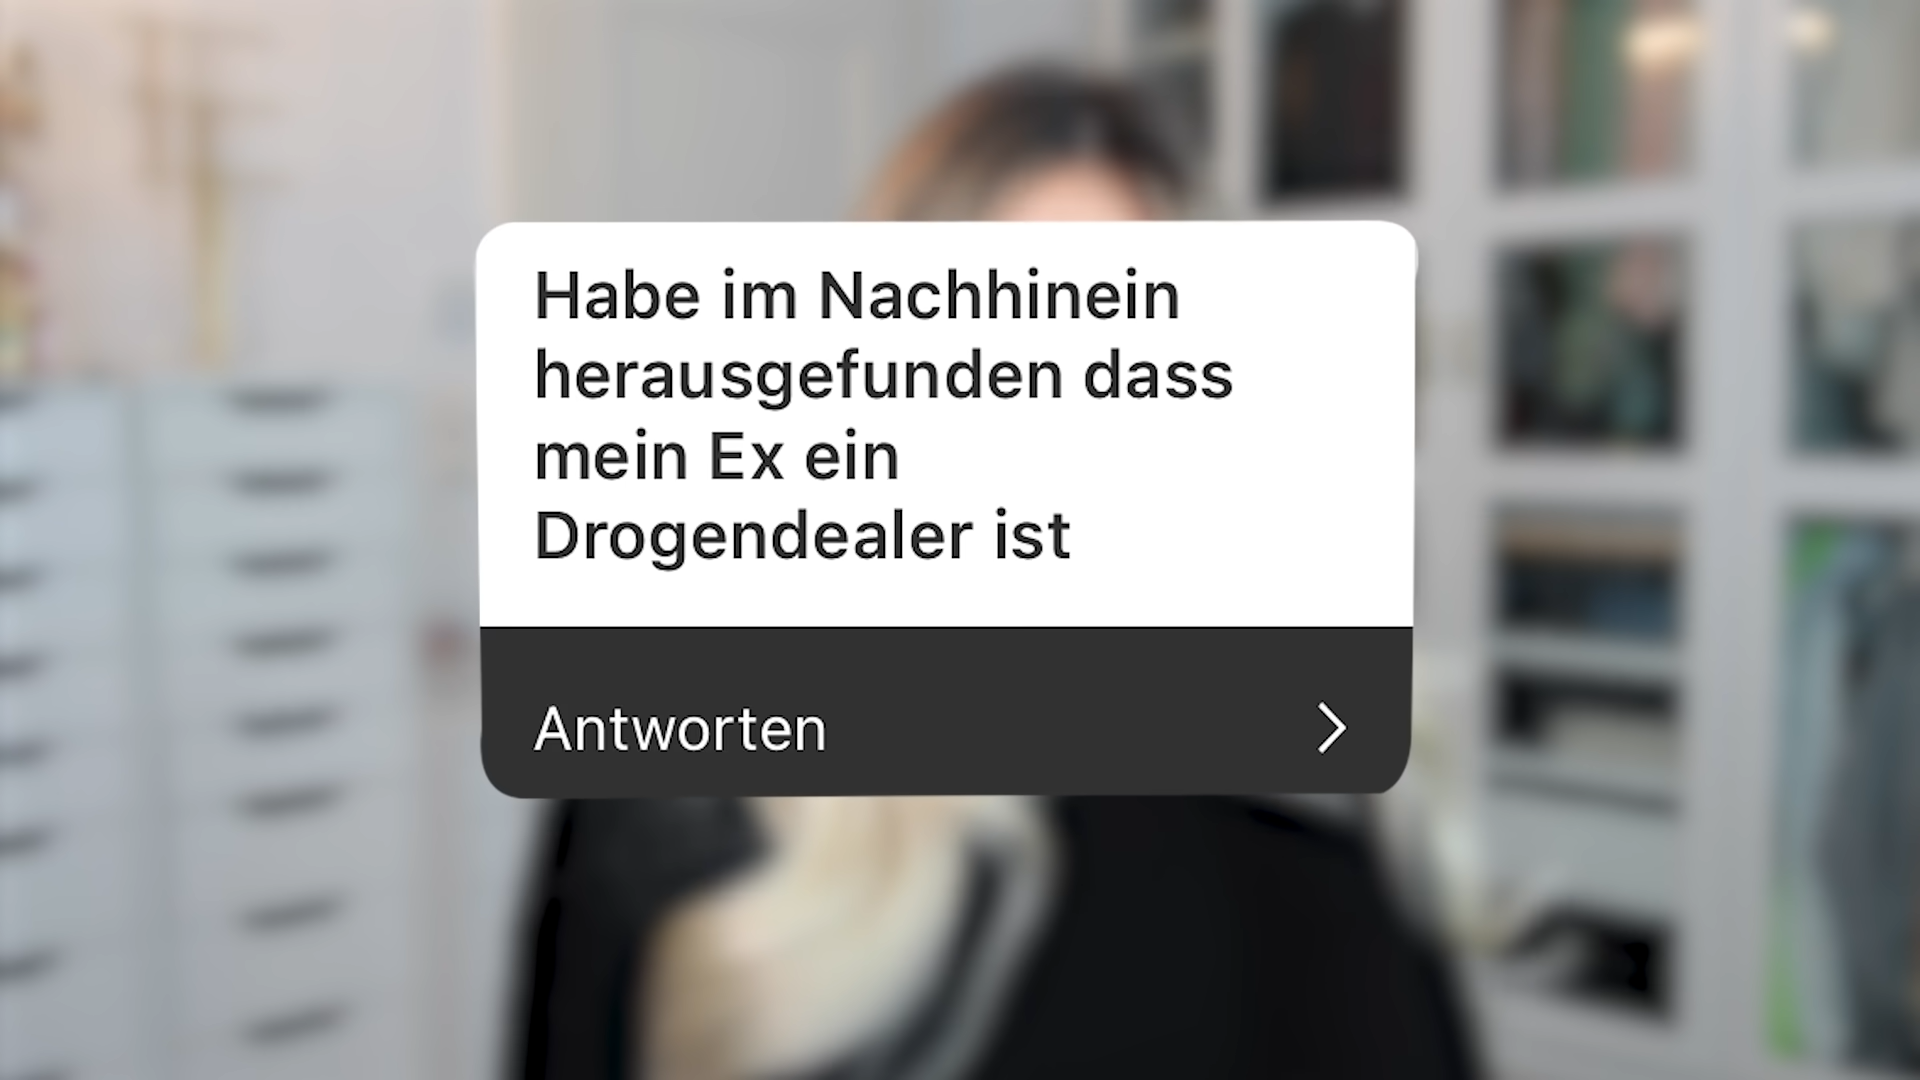 Habe im Nachhinein
herausgefunden dass
mein Ex ein
Drogendealer ist
Antworten